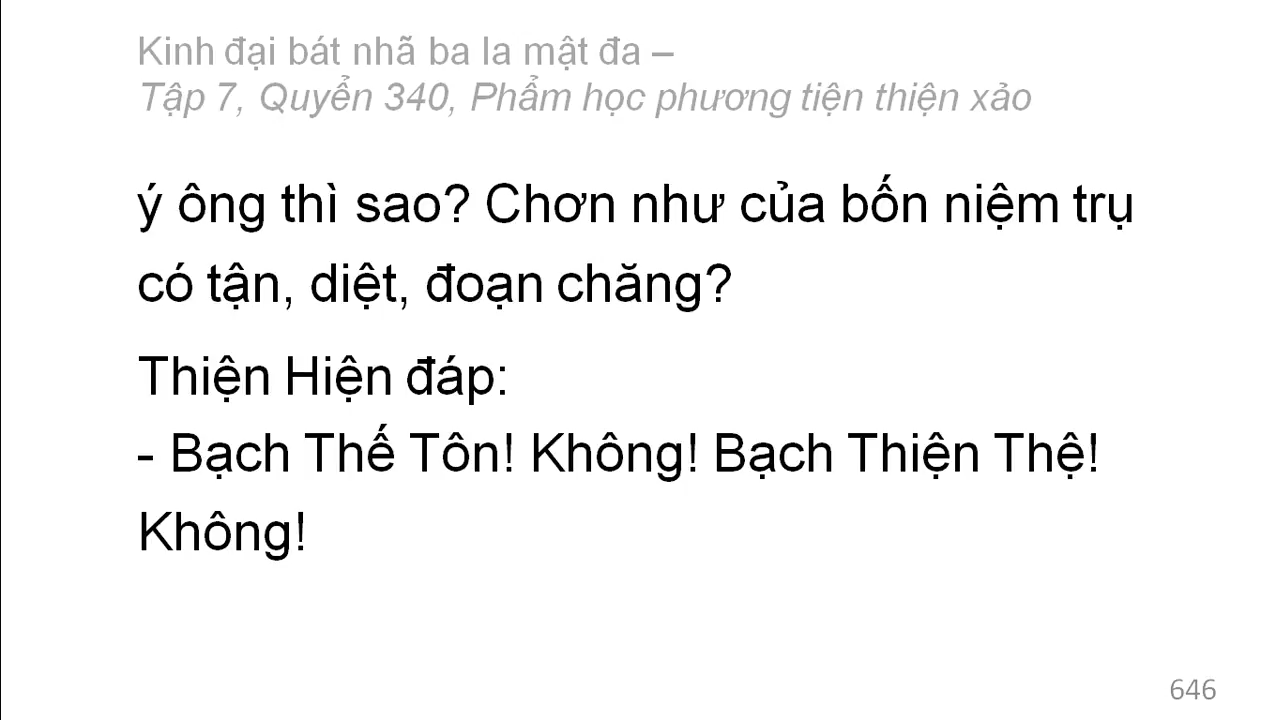 Kinh đại bát nhã ba la mật đa –
Tập 7, Quyển 340, Phẩm học phương tiện thiện xảo
ý ông thì sao? Chơn như của bốn niệm trụ
có tận, diệt, đoạn chăng?
Thiện Hiện đáp:
- Bạch Thế Tôn! Không! Bạch Thiện Thệ!
Không!
646